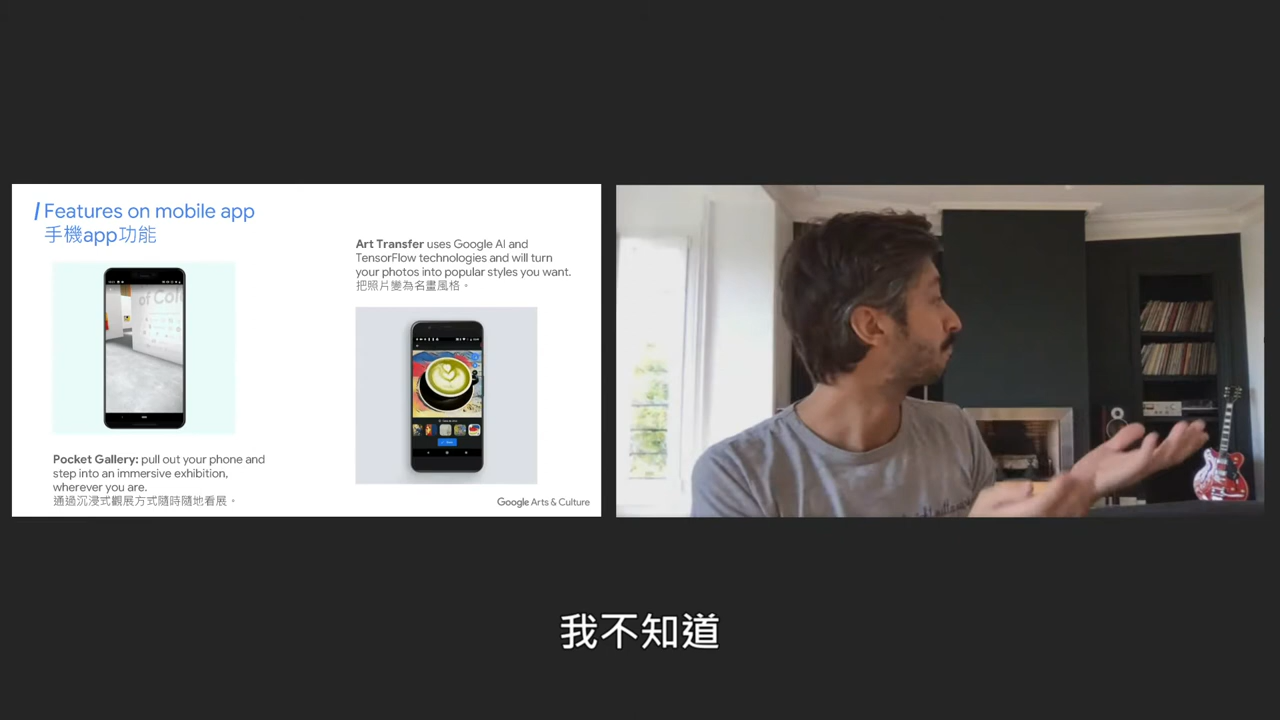 Features on mobile app
手機app功能
of Col
Pocket Gallery: pull out your phone and
step into an immersive exhibition,
wherever you are.
通過沉浸式觀展方式隨時隨地看展。
Art Transfer uses Google AI and
TensorFlow technologies and will turn
your photos into popular styles you want.
把照片變為名畫風格。
Google Arts & Culture
我不知道